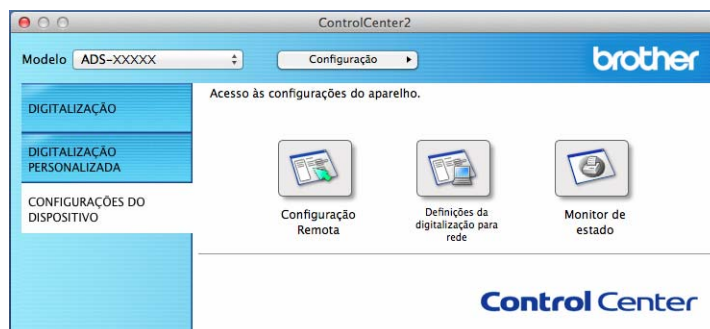 ControlCenter2
Modelo ADS-XXXXX Configuração
brother
DIGITALIZAÇÃO
DIGITALIZAÇÃO
PERSONALIZADA
CONFIGURAÇÕES DO
DISPOSITIVO
Acesso às configurações do aparelho.
Configuração
Remota
Definições da
digitalização para
rede
Monitor de
estado
Control Center